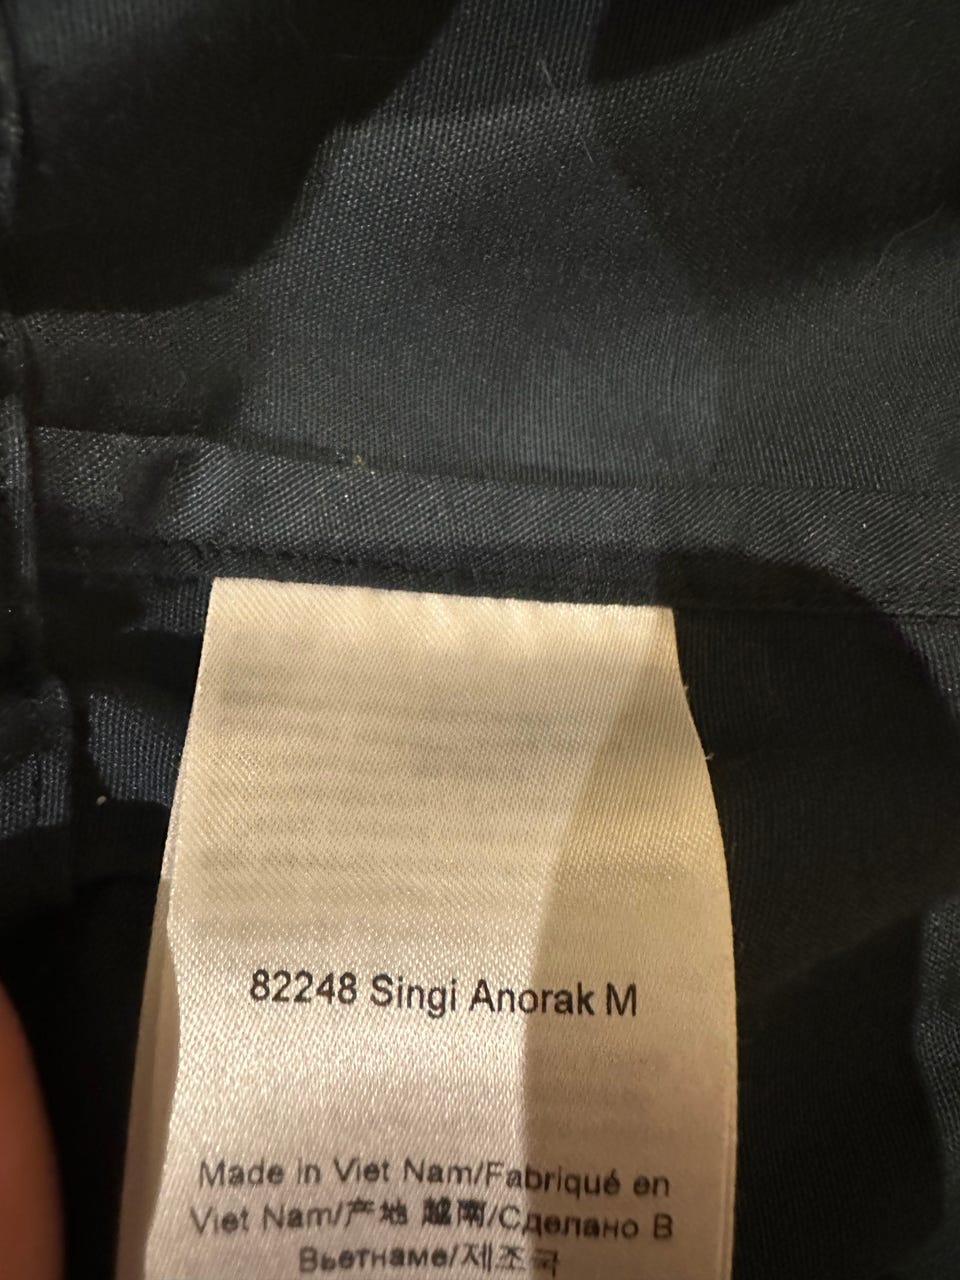 82248 Singi Anorak M
Made in Viet Nam/Fabriqué en
Viet Nam/产地 越南/Сделано В
Вьетнаме/제조국